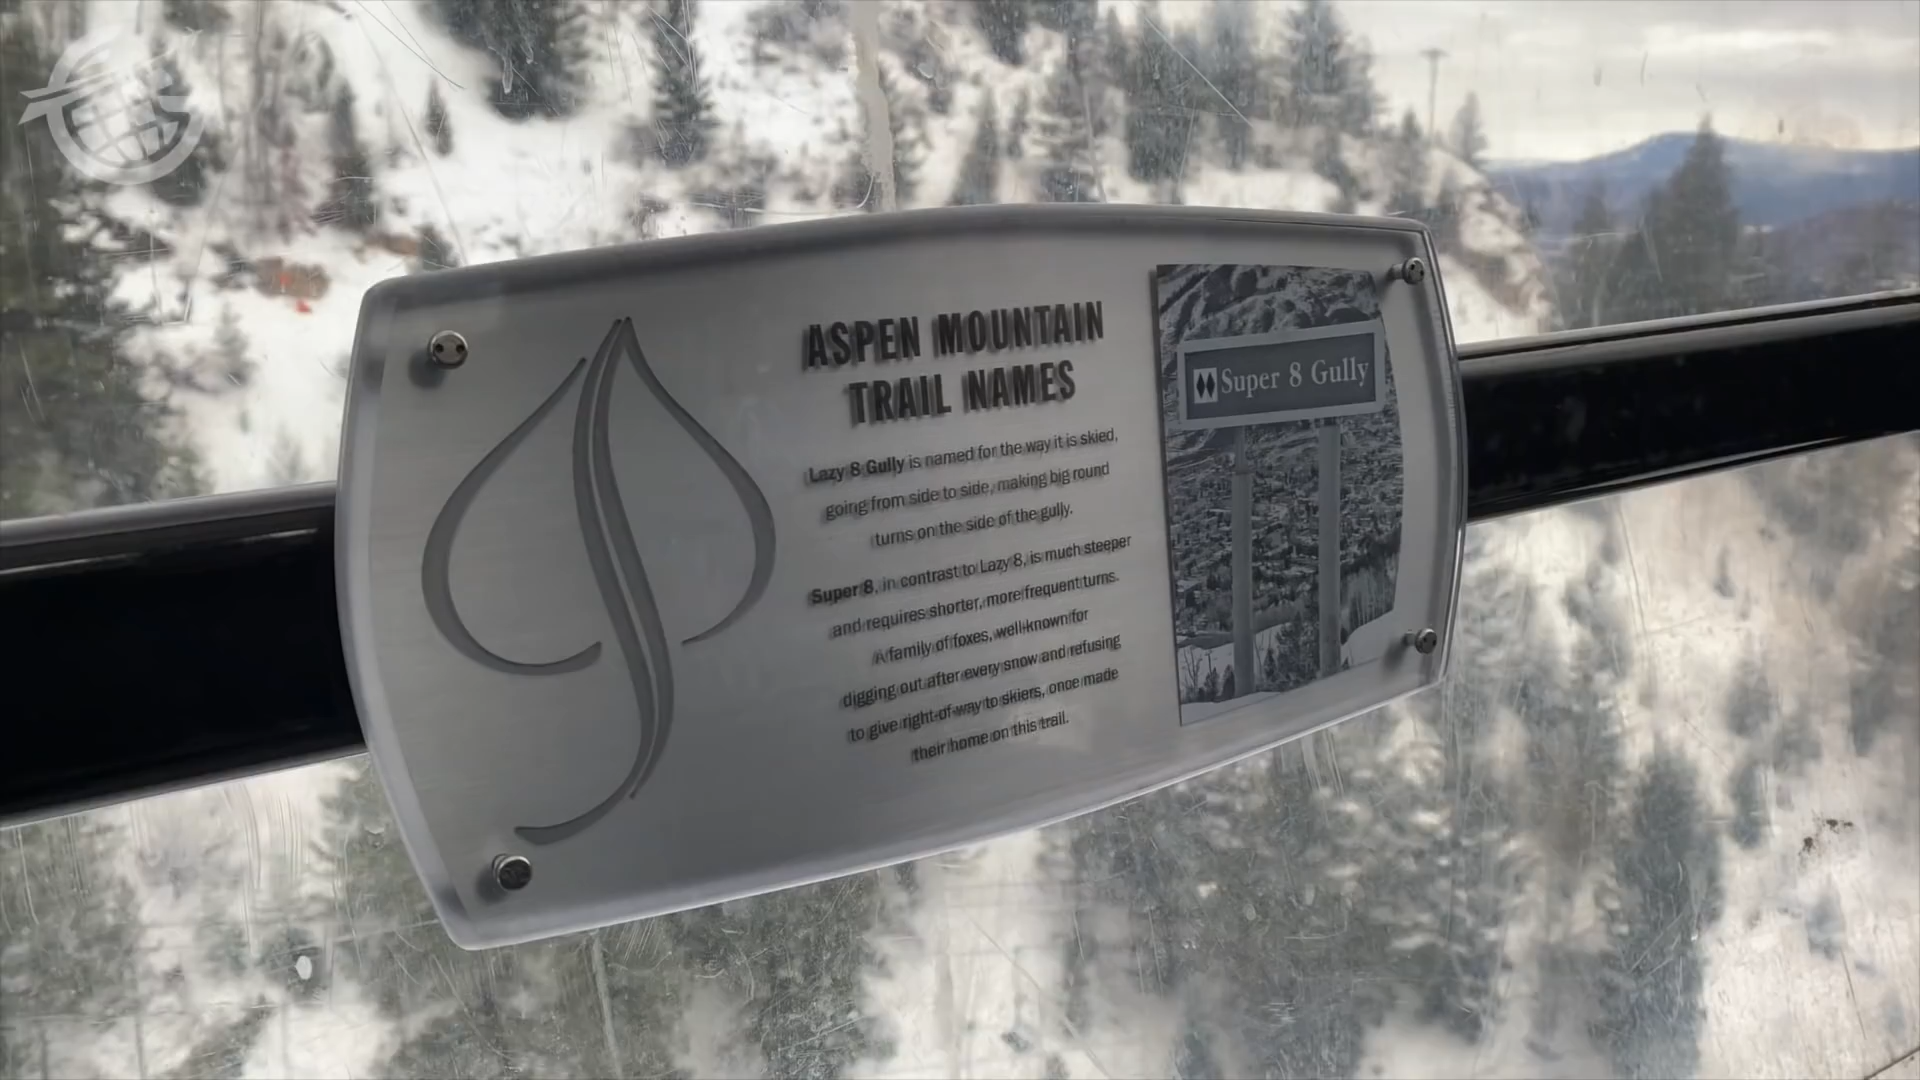 ASPEN MOUNTAIN
TRAIL NAMES
Lazy 8 Gully is named for the way it is skied,
going from side to side, making big round
turns on the side of the gully.
Super 8, in contrast to Lazy 8, is much steeper
and requires shorter, more frequent turns.
A family of foxes, well-known for
digging out after every snow and refusing
to give right-of-way to skiers, once made
their home on this trail.
Super 8 Gully